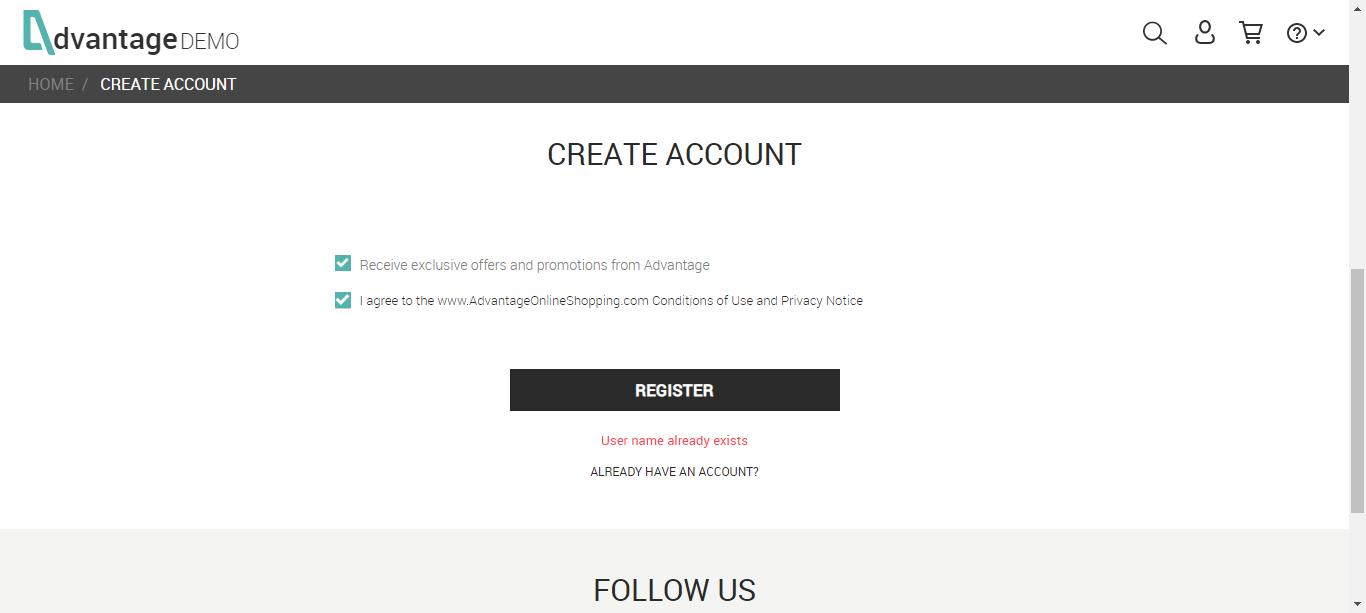 dvantage DEMO
HOME / CREATE ACCOUNT
CREATE ACCOUNT
Receive exclusive offers and promotions from Advantage
I agree to the www.AdvantageOnlineShopping.com Conditions of Use and Privacy Notice
REGISTER
User name already exists
ALREADY HAVE AN ACCOUNT?
FOLLOW US